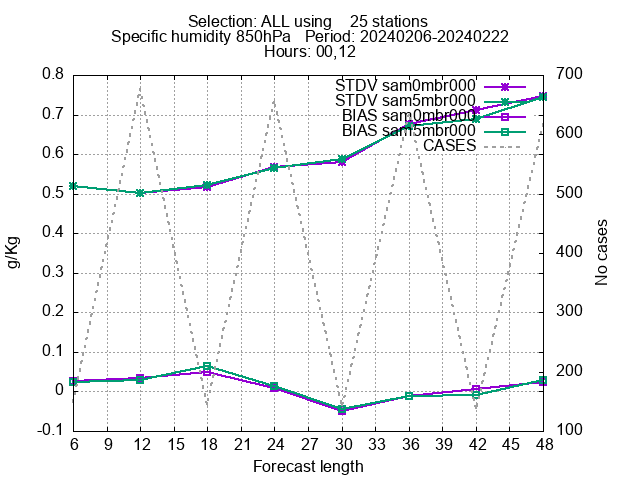 Selection: ALL using 25 stations
Specific humidity 850hPa Period: 20240206-20240222
Hours: 00,12
STDV sam0mbr000
STDV sam5mbr000
BIAS sam0mbr000
BIAS sam5mbr000
CASES
g/Kg
0.8
0.7
0.6
0.5
0.4
0.3
0.2
0.1
0
-0.1
700
600
500
400
300
200
100
No cases
6 9 12 15 18 21 24 27 30 33 36 39 42 45 48
Forecast length